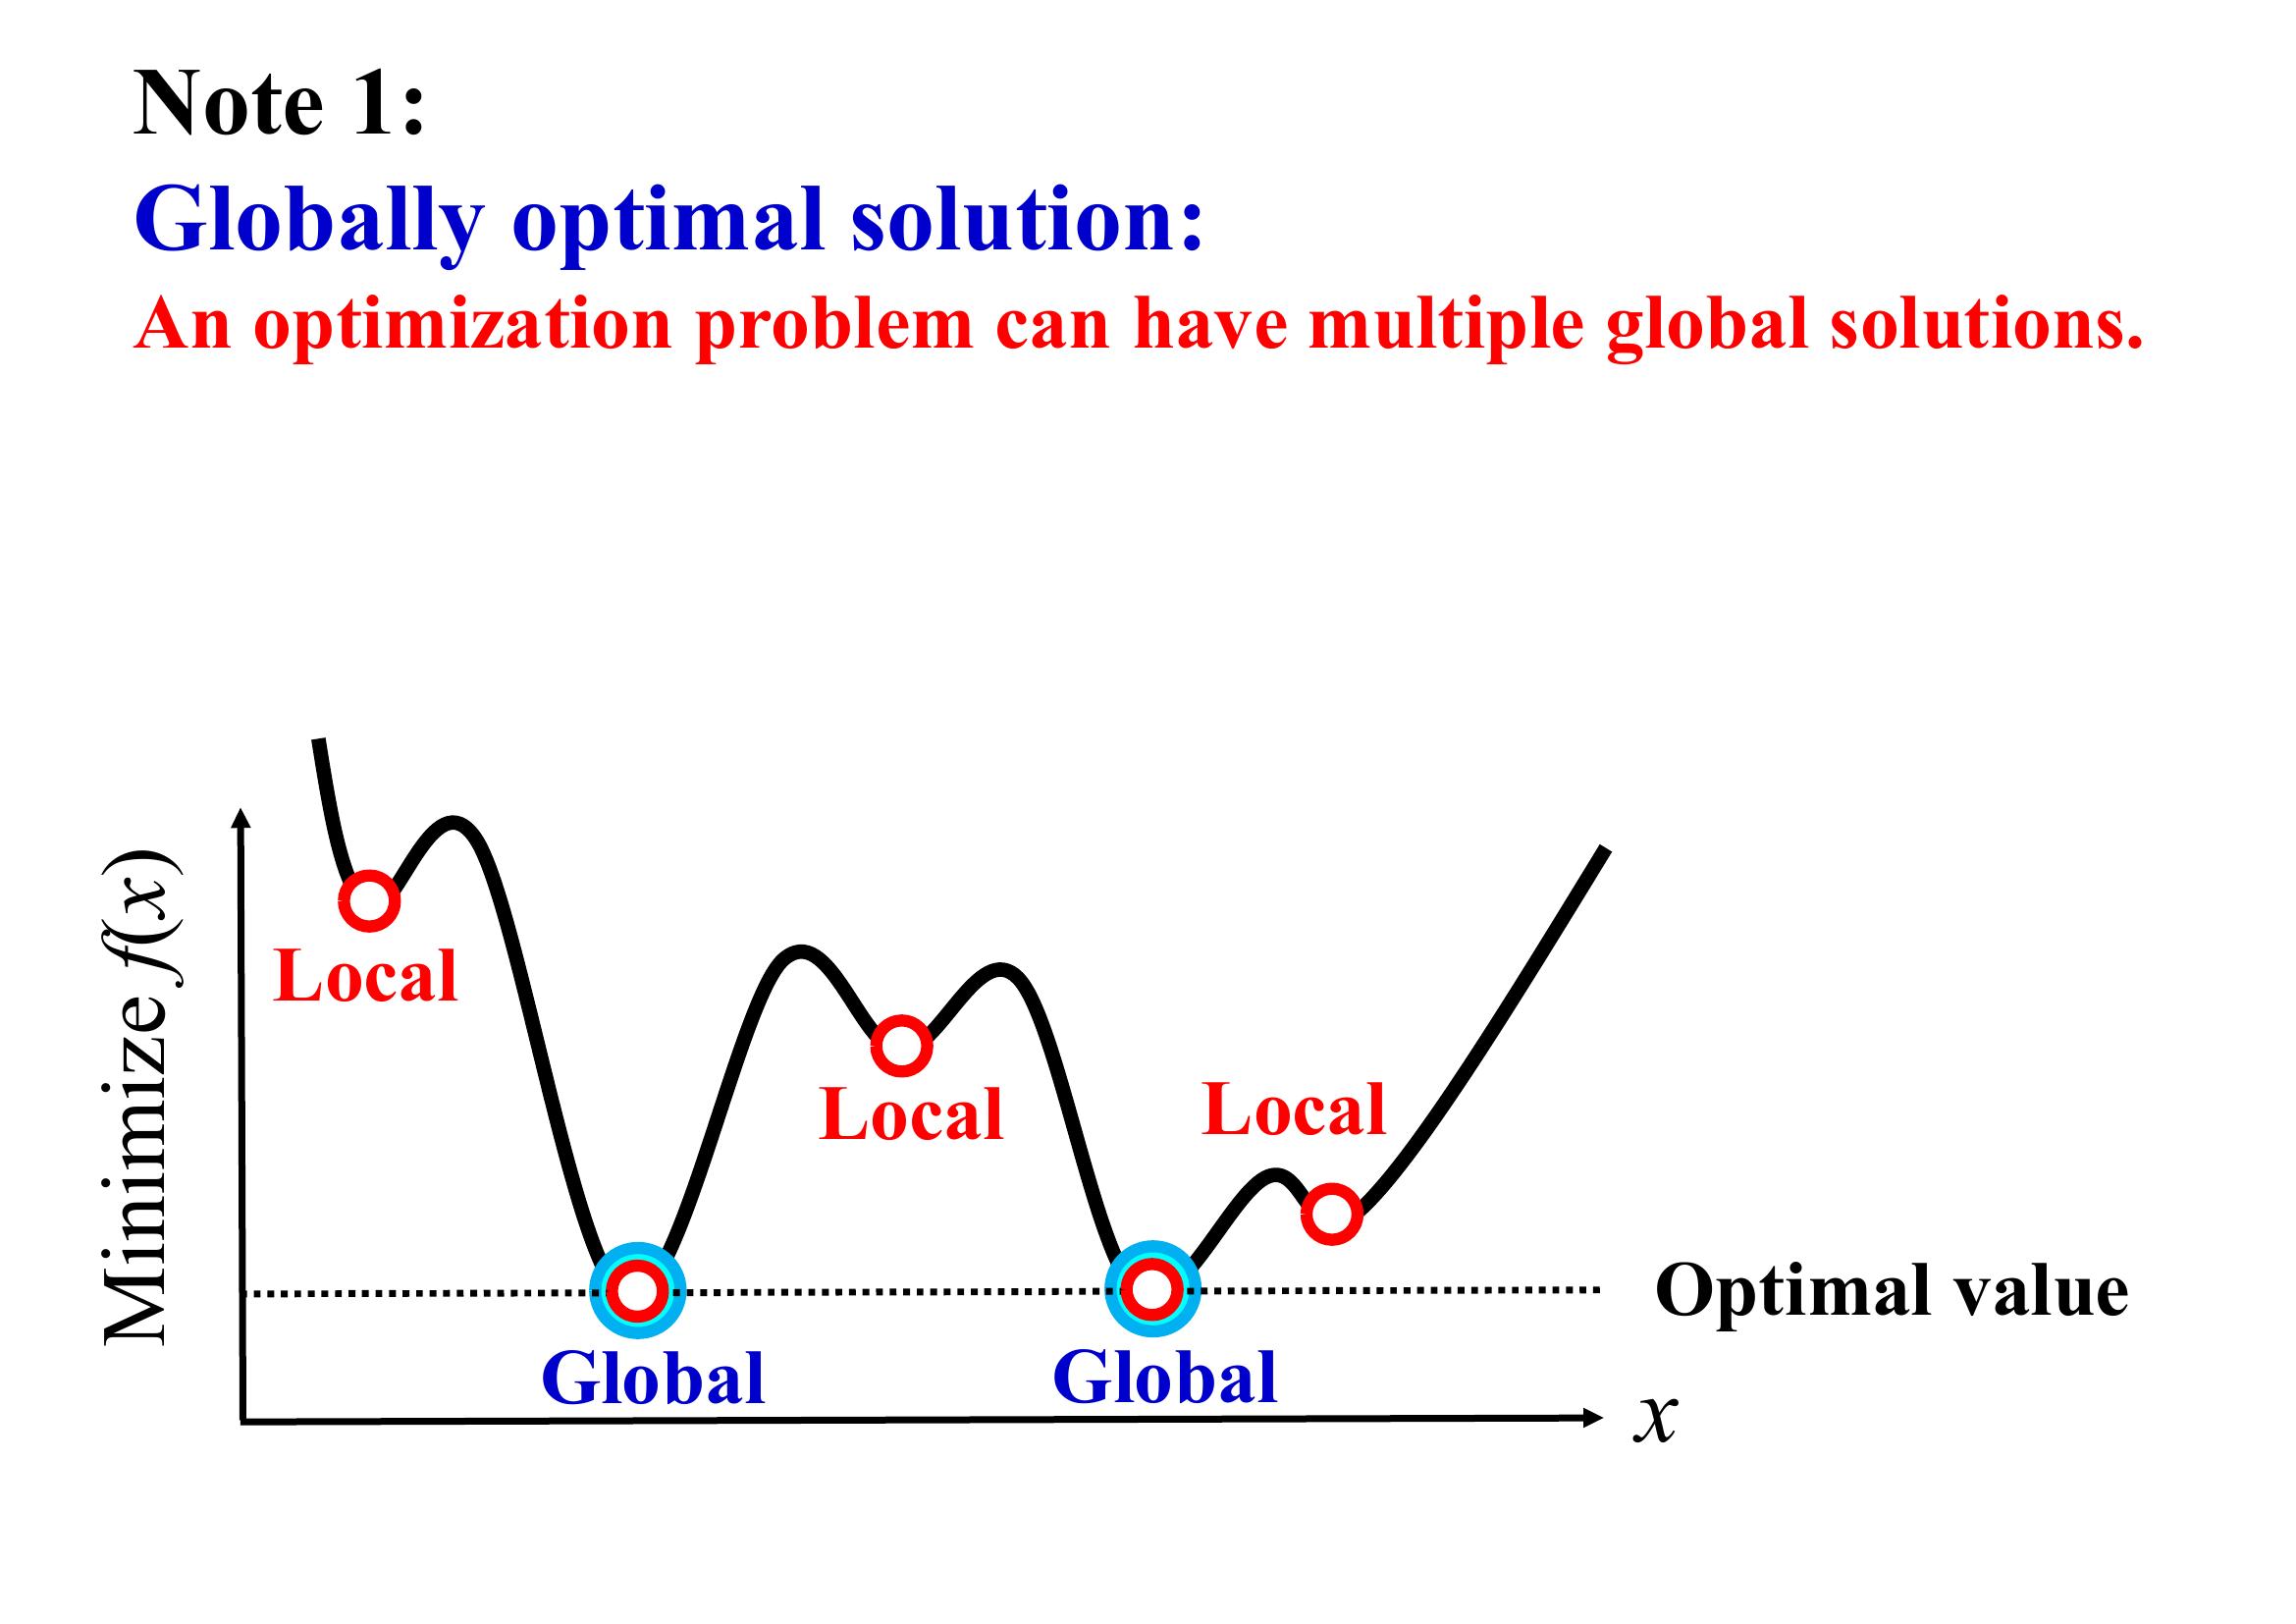 Note 1:
Globally optimal solution:
An optimization problem can have multiple global solutions.
Minimize f(x)
Local
Local
Local
Optimal value
Global
Global
x